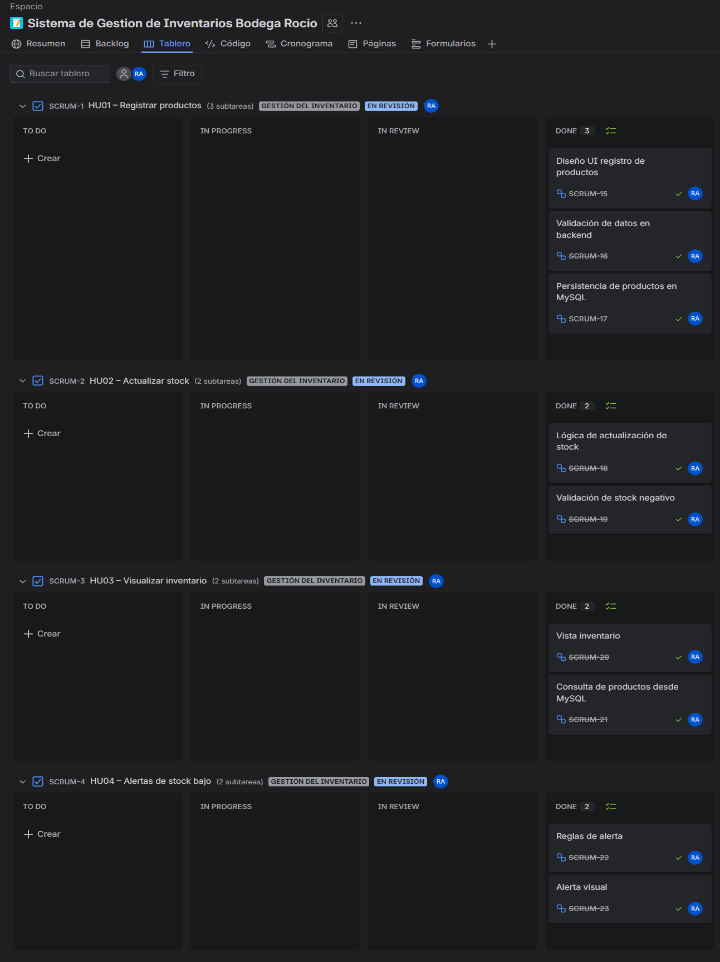 Espacio
Sistema de Gestion de Inventarios Bodega Rocio
Resumen Backlog Tablero Código Cronograma Páginas Formularios
Buscar tablero RA Filtro
SCRUM-1 HU01 – Registrar productos (3 subtareas) GESTIÓN DEL INVENTARIO EN REVISIÓN RA
TO DO IN PROGRESS IN REVIEW DONE 3
Crear
Diseño UI registro de
productos
SCRUM-15 RA
Validación de datos en
backend
SCRUM-16 RA
Persistencia de productos en
MySQL
SCRUM-17 RA
SCRUM-2 HU02 – Actualizar stock (2 subtareas) GESTIÓN DEL INVENTARIO EN REVISIÓN RA
TO DO IN PROGRESS IN REVIEW DONE 2
Crear
Lógica de actualización de
stock
SCRUM-18 RA
Validación de stock negativo
SCRUM-19 RA
SCRUM-3 HU03 – Visualizar inventario (2 subtareas) GESTIÓN DEL INVENTARIO EN REVISIÓN RA
TO DO IN PROGRESS IN REVIEW DONE 2
Crear
Vista inventario
SCRUM-20 RA
Consulta de productos desde
MySQL
SCRUM-21 RA
SCRUM-4 HU04 – Alertas de stock bajo (2 subtareas) GESTIÓN DEL INVENTARIO EN REVISIÓN RA
TO DO IN PROGRESS IN REVIEW DONE 2
Crear
Reglas de alerta
SCRUM-22 RA
Alerta visual
SCRUM-23 RA